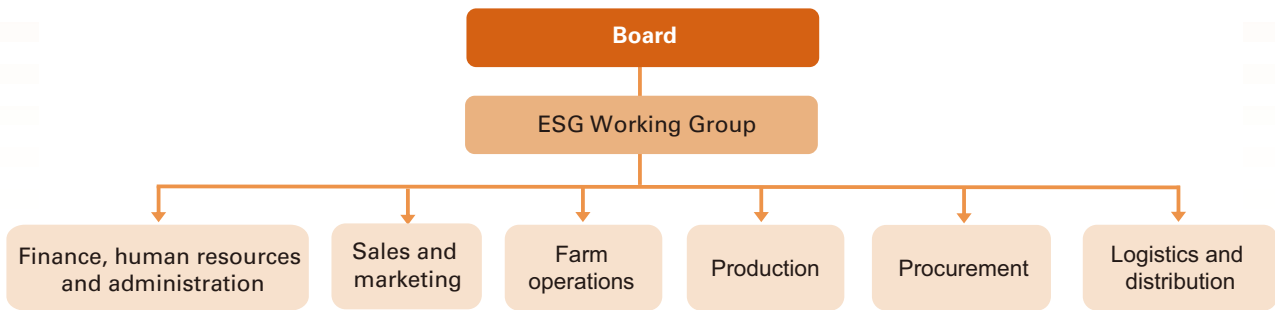 Board
ESG Working Group
Finance, human resources
and administration
Sales and
marketing
Farm
operations
Production
Procurement
Logistics and
distribution